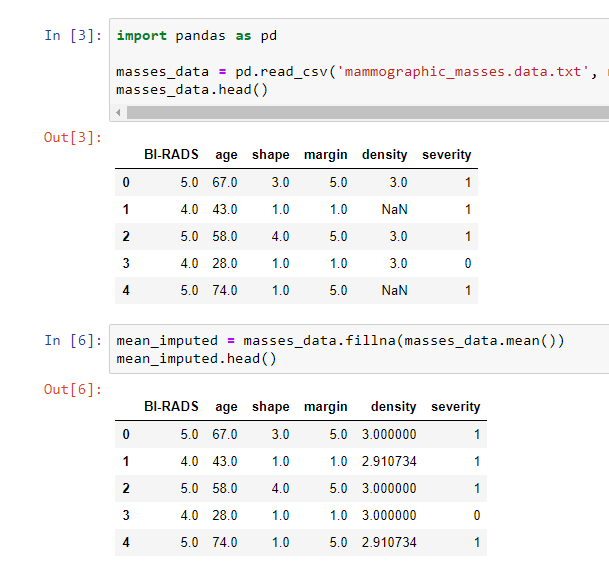 In [3]: import pandas as pd
masses_data = pd.read_csv('mammographic_masses.data.txt',
masses_data.head()
Out[3]:
BI-RADS age shape margin density severity
0 5.0 67.0 3.0 5.0 3.0 1
1 4.0 43.0 1.0 1.0 NaN 1
2 5.0 58.0 4.0 5.0 3.0 1
3 4.0 28.0 1.0 1.0 3.0 0
4 5.0 74.0 1.0 5.0 NaN 1
In [6]: mean_imputed = masses_data.fillna(masses_data.mean())
mean_imputed.head()
Out[6]:
BI-RADS age shape margin density severity
0 5.0 67.0 3.0 5.0 3.000000 1
1 4.0 43.0 1.0 1.0 2.910734 1
2 5.0 58.0 4.0 5.0 3.000000 1
3 4.0 28.0 1.0 1.0 3.000000 0
4 5.0 74.0 1.0 5.0 2.910734 1